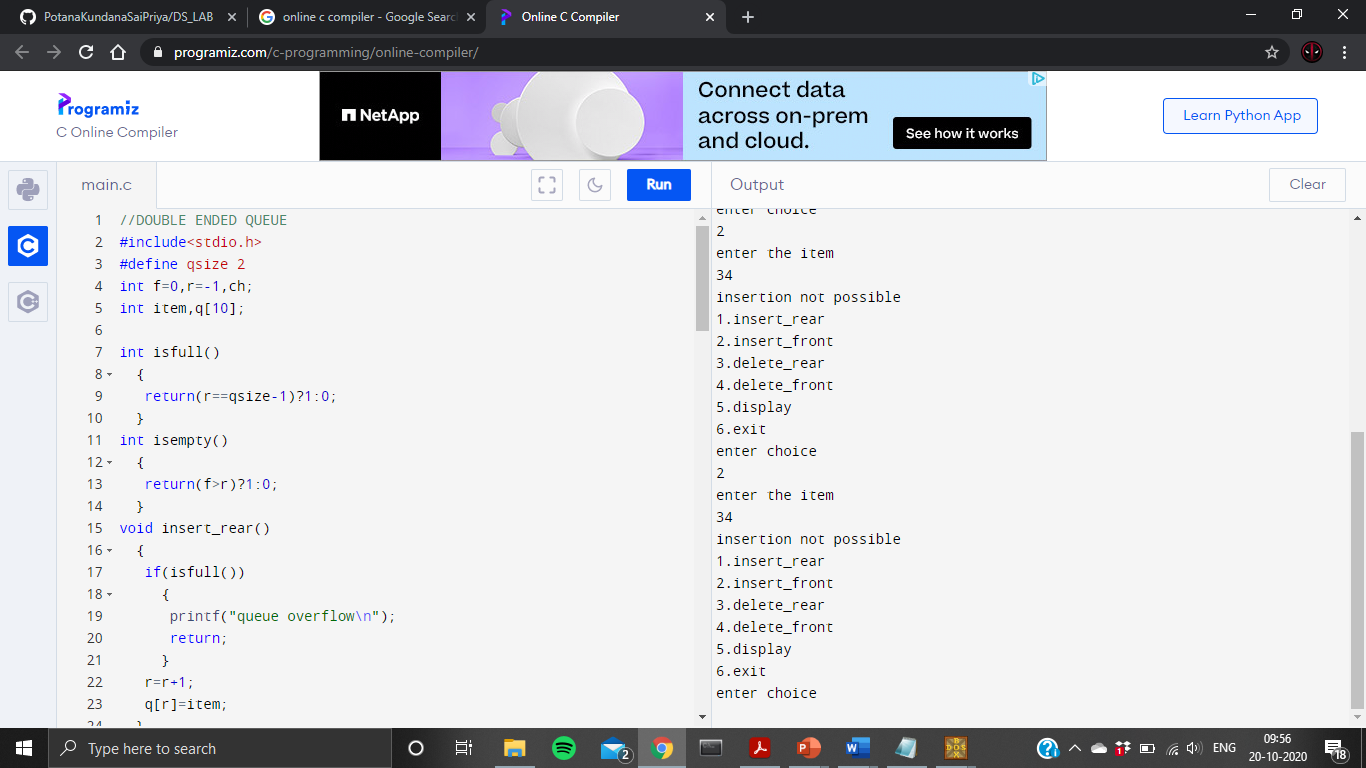 PotanaKundanaSaiPriya/DS_LAB
online c compiler - Google Searc
Online C Compiler
programiz.com/c-programming/online-compiler/
Programiz
C Online Compiler
NetApp
Connect data
across on-prem
and cloud.
See how it works
Learn Python App
main.c
Run
Output
Clear
1 //DOUBLE ENDED QUEUE
2 #include<stdio.h>
3 #define qsize 2
4 int f=0,r=-1,ch;
5 int item,q[10];
6
7 int isfull()
8 {
9 return(r==qsize-1)?1:0;
10 }
11 int isempty()
12 {
13 return(f>r)?1:0;
14 }
15 void insert_rear()
16 {
17 if(isfull())
18 {
19 printf("queue overflow\n");
20 return;
21 }
22 r=r+1;
23 q[r]=item;
24 }
enter choice
2
enter the item
34
insertion not possible
1.insert_rear
2.insert_front
3.delete_rear
4.delete_front
5.display
6.exit
enter choice
2
enter the item
34
insertion not possible
1.insert_rear
2.insert_front
3.delete_rear
4.delete_front
5.display
6.exit
enter choice
Type here to search
2
DOS
ENG
09:56
20-10-2020
18